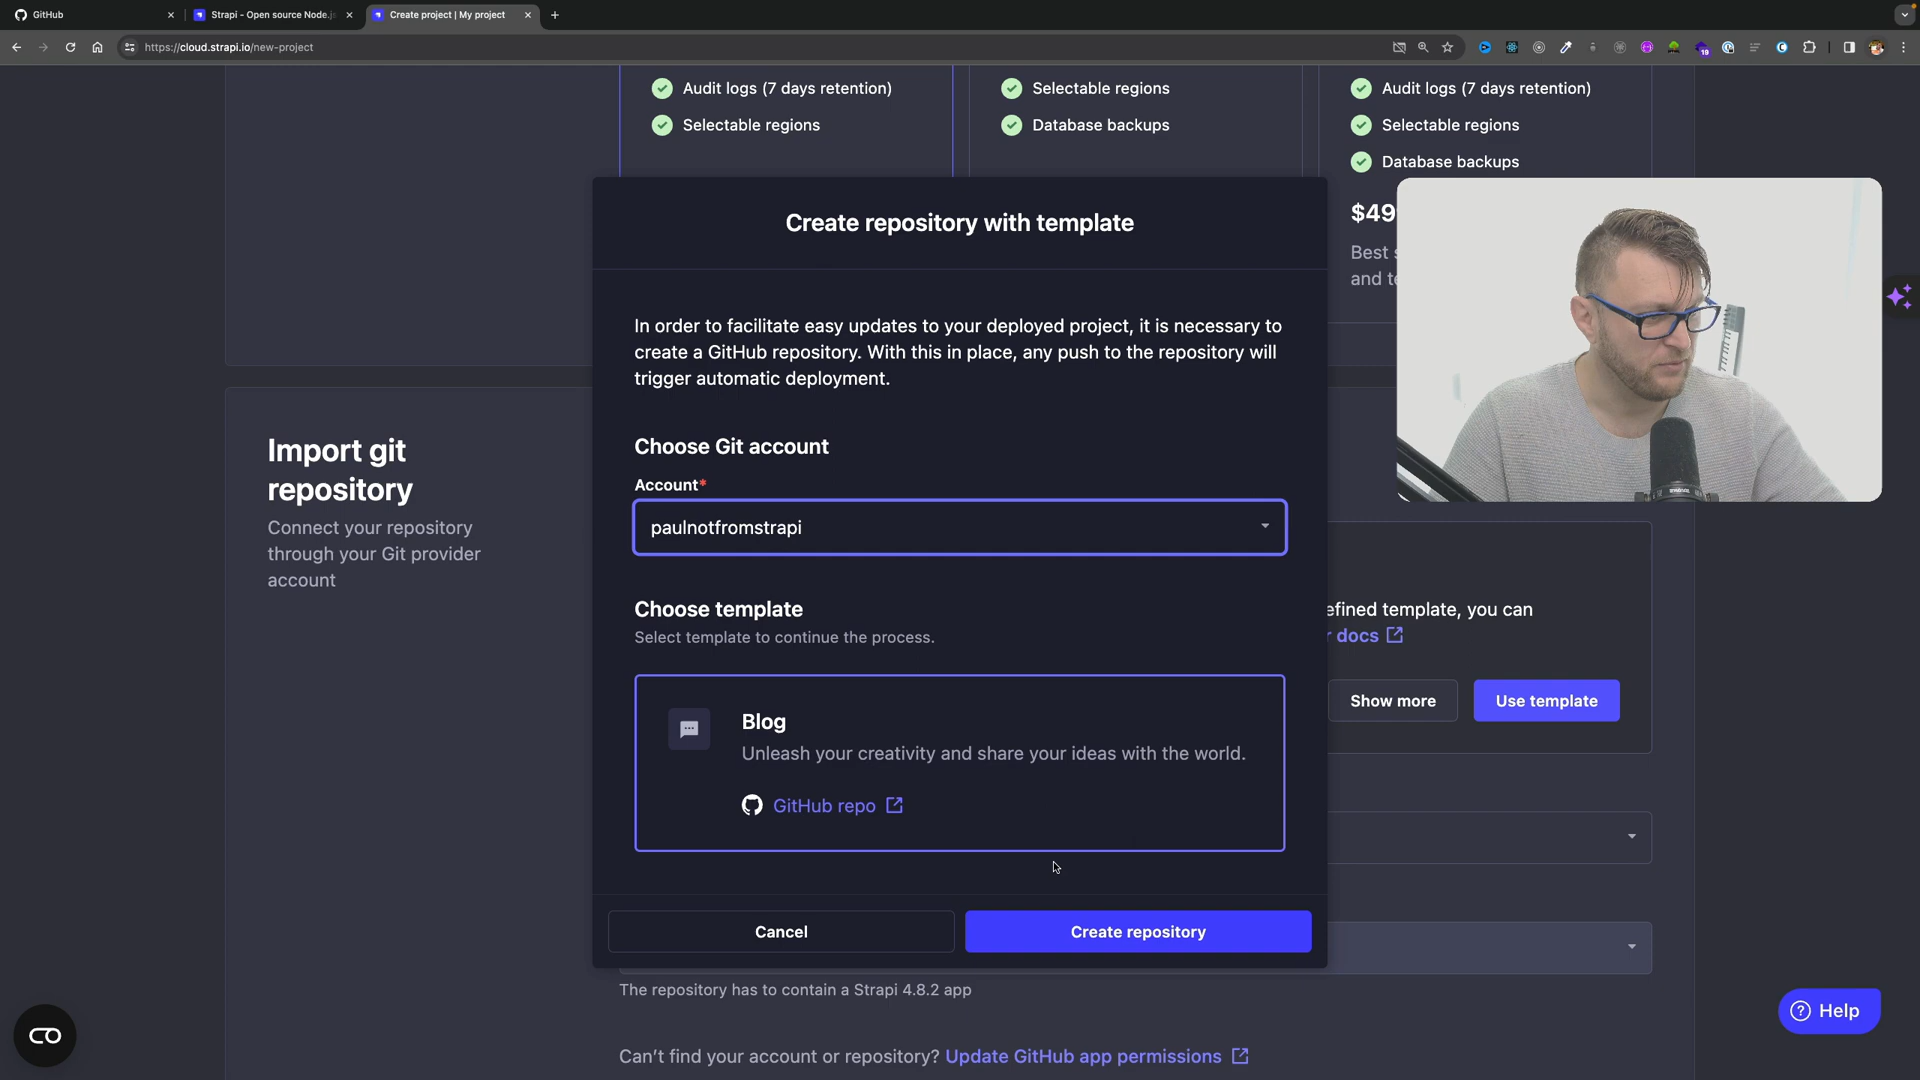 GitHub
Strapi - Open source Node.js
Create project | My project
https://cloud.strapi.io/new-project
19
Audit logs (7 days retention)
Selectable regions
Selectable regions
Database backups
Audit logs (7 days retention)
Selectable regions
Database backups
$49
Best
and
Create repository with template
In order to facilitate easy updates to your deployed project, it is necessary to
create a GitHub repository. With this in place, any push to the repository will
trigger automatic deployment.
Import git
repository
Connect your repository
through your Git provider
account
Choose Git account
Account*
paulnotfromstrapi
Choose template
Select template to continue the process.
Blog
Unleash your creativity and share your ideas with the world.
GitHub repo
efined template, you can
r docs
Show more
Use template
Cancel
Create repository
The repository has to contain a Strapi 4.8.2 app
Can't find your account or repository? Update GitHub app permissions
Help